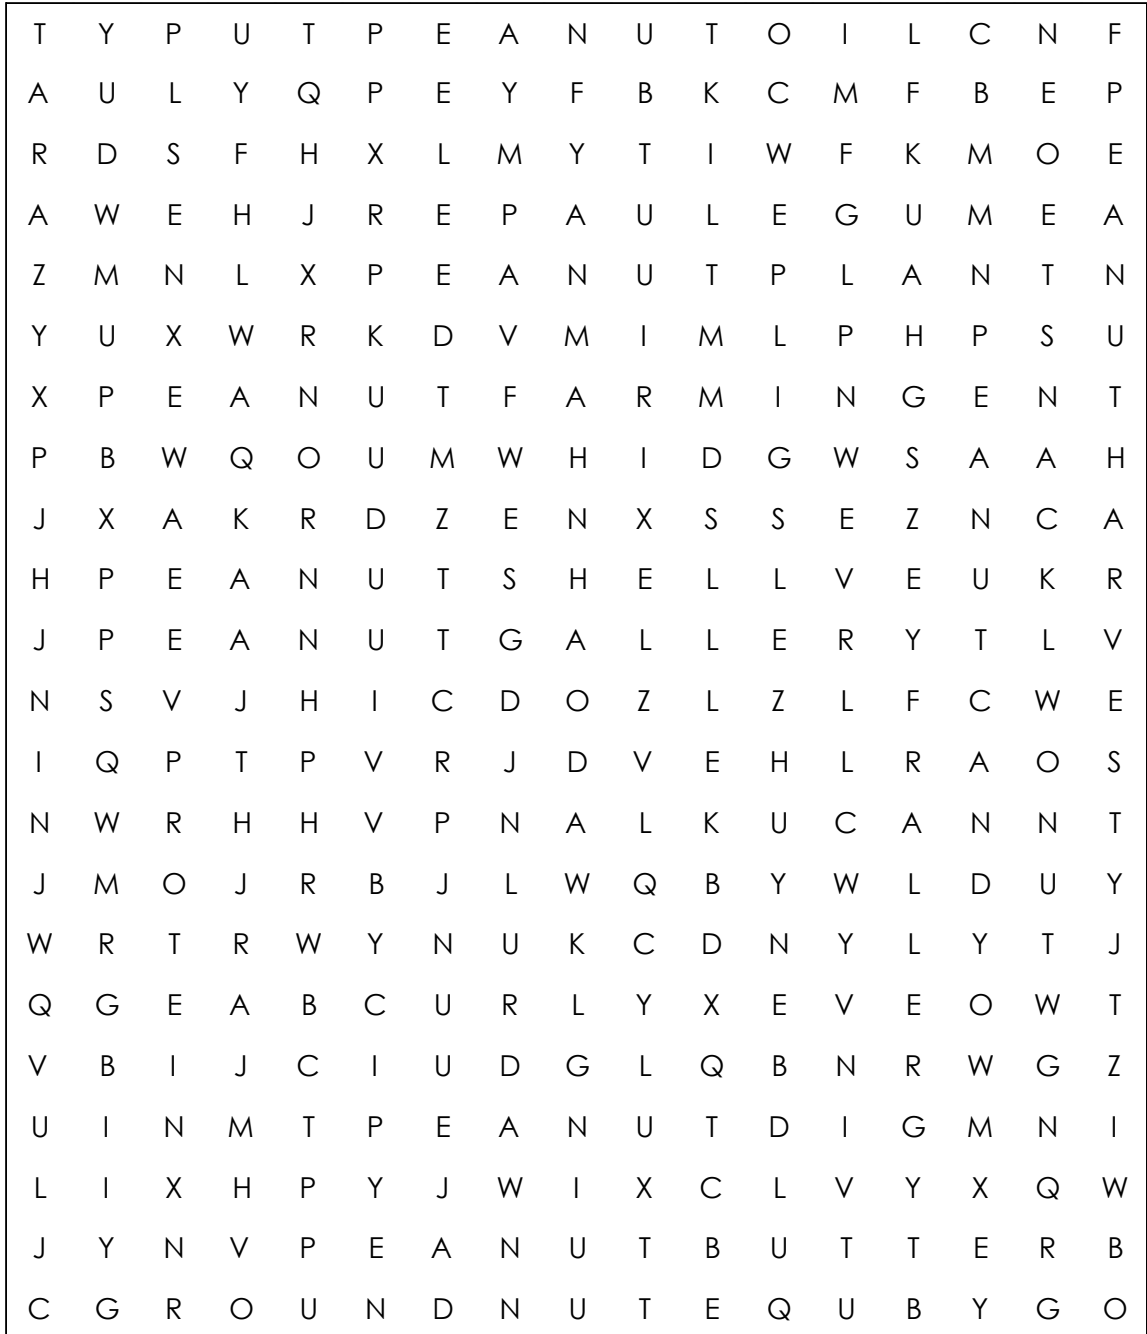 T Y P U T P E A N U T O I L C N F
A U L Y Q P E Y F B K C M F B E P
R D S F H X L M Y T I W F K M O E
A W E H J R E P A U L E G U M E A
Z M N L X P E A N U T P L A N T N
Y U X W R K D V M I M L P H P S U
X P E A N U T F A R M I N G E N T
P B W Q O U M W H I D G W S A A H
J X A K R D Z E N X S S E Z N C A
H P E A N U T S H E L L V E U K R
J P E A N U T G A L L E R Y T L V
N S V J H I C D O Z L Z L F C W E
I Q P T P V R J D V E H L R A O S
N W R H H V P N A L K U C A N N T
J M O J R B J L W Q B Y W L D U Y
W R T R W Y N U K C D N Y L Y T J
Q G E A B C U R L Y X E V E O W T
V B I J C I U D G L Q B N R W G Z
U I N M T P E A N U T D I G M N I
L I X H P Y J W I X C L V Y X Q W
J Y N V P E A N U T B U T T E R B
C G R O U N D N U T E Q U B Y G O